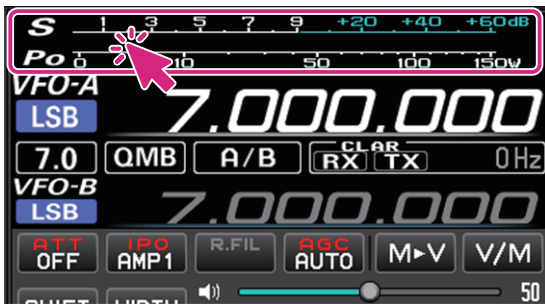 S 1 3 5 7 9 +20 +40 +60dB
Po 0 10 50 100 150W
VFO-A
LSB 7.000.000
7.0 QMB A/B CLAR RX TX 0Hz
VFO-B
LSB 7.000.000
ATT OFF IPO AMP1 R.FIL AGC AUTO M▸V V/M
50